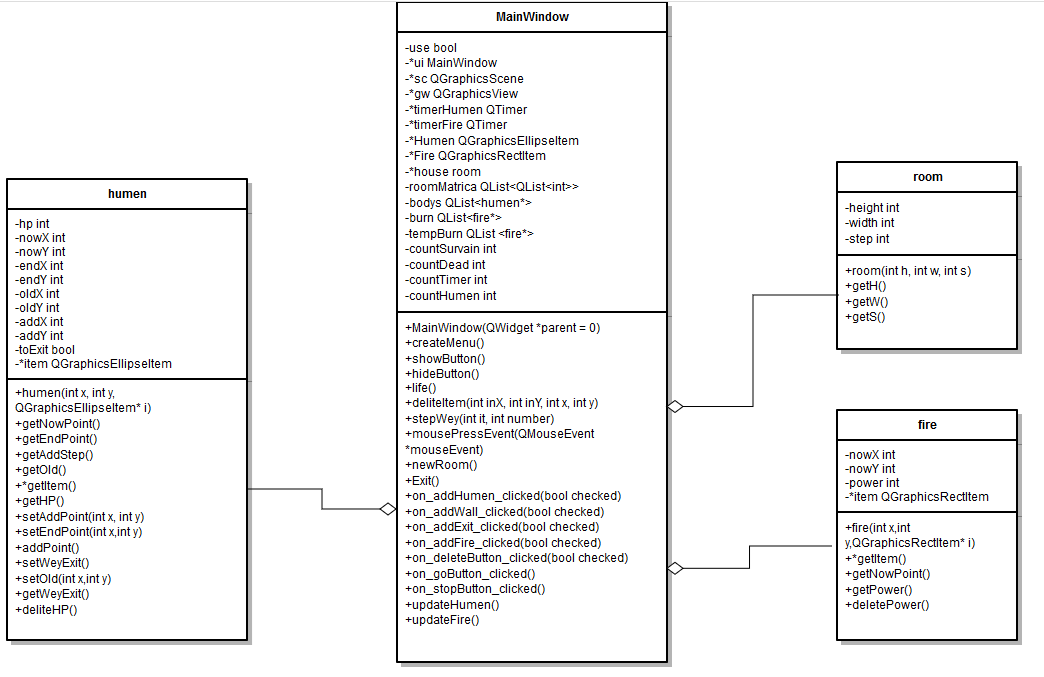 MainWindow
-use bool
-*ui MainWindow
-*sc QGraphicsScene
-*gw QGraphicsView
-*timerHumen QTimer
-*timerFire QTimer
-*Humen QGraphicsEllipseItem
-*Fire QGraphicsRectItem
-*house room
-roomMatrica QList<QList<int>>
-bodys QList<humen*>
-burn QList<fire*>
-tempBurn QList <fire*>
-countSurvain int
-countDead int
-countTimer int
-countHumen int
+MainWindow(QWidget *parent = 0)
+createMenu()
+showButton()
+hideButton()
+life()
+deliteItem(int inX, int inY, int x, int y)
+stepWey(int it, int number)
+mousePressEvent(QMouseEvent
*mouseEvent)
+newRoom()
+Exit()
+on_addHumen_clicked(bool checked)
+on_addWall_clicked(bool checked)
+on_addExit_clicked(bool checked)
+on_addFire_clicked(bool checked)
+on_deleteButton_clicked(bool checked)
+on_goButton_clicked()
+on_stopButton_clicked()
+updateHumen()
+updateFire()
humen
-hp int
-nowX int
-nowY int
-endX int
-endY int
-oldX int
-oldY int
-addX int
-addY int
-toExit bool
-*item QGraphicsEllipseItem
+humen(int x, int y,
QGraphicsEllipseItem* i)
+getNowPoint()
+getEndPoint()
+getAddStep()
+getOld()
+*getItem()
+getHP()
+setAddPoint(int x, int y)
+setEndPoint(int x,int y)
+addPoint()
+setWeyExit()
+setOld(int x,int y)
+getWeyExit()
+deliteHP()
room
-height int
-width int
-step int
+room(int h, int w, int s)
+getH()
+getW()
+getS()
fire
-nowX int
-nowY int
-power int
-*item QGraphicsRectItem
+fire(int x,int
y,QGraphicsRectItem* i)
+*getItem()
+getNowPoint()
+getPower()
+deletePower()